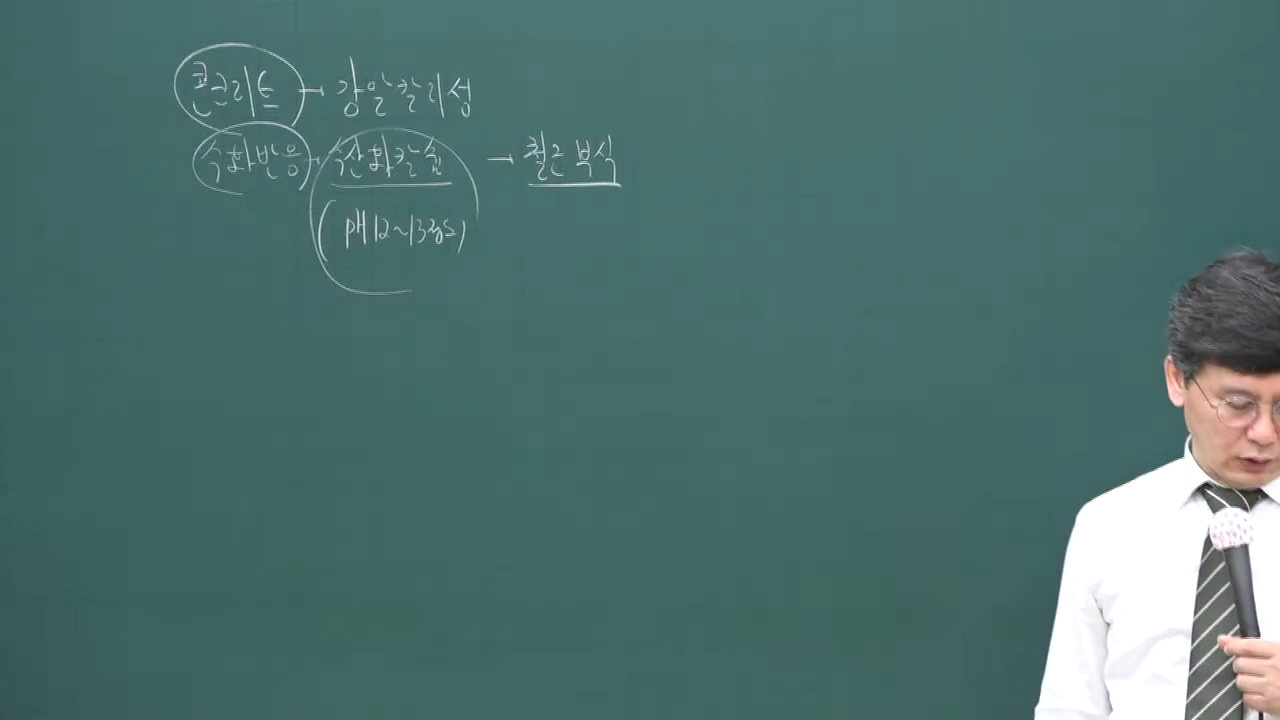 콘크리트 → 강알칼리성
수화반응 → 수산화칼슘 → 철근 부식
(pH 12~13정도)